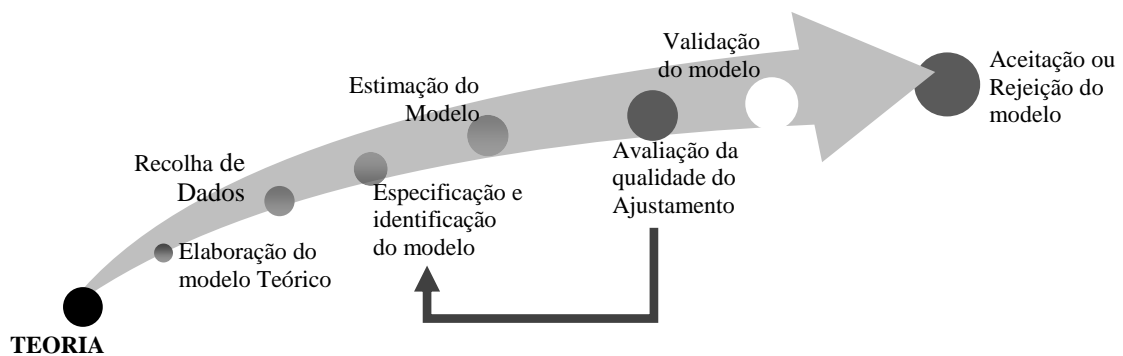 TEORIA
Elaboração do
modelo Teórico
Recolha de
Dados
Especificação e
identificação
do modelo
Estimação do
Modelo
Avaliação da
qualidade do
Ajustamento
Validação
do modelo
Aceitação ou
Rejeição do
modelo